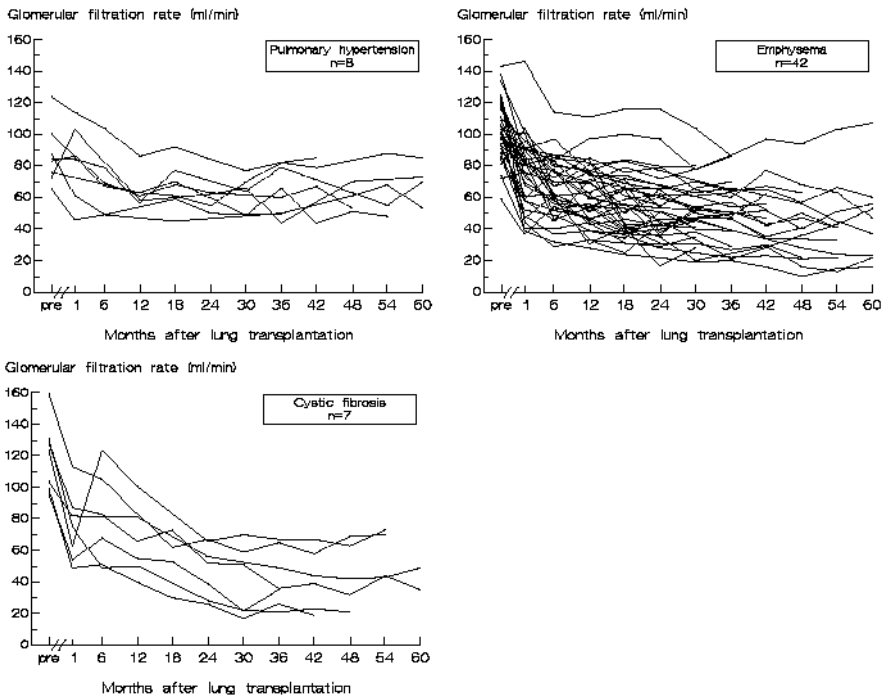 Glomerular filtration rate (ml/min)
160
140
120
100
80
60
40
20
0
Pulmonary hypertension
n=8
pre 1 6 12 18 24 30 36 42 48 54 60
Months after lung transplantation
Glomerular filtration rate (ml/min)
160
140
120
100
80
60
40
20
0
Emphysema
n=42
pre 1 6 12 18 24 30 36 42 48 54 60
Months after lung transplantation
Glomerular filtration rate (ml/min)
160
140
120
100
80
60
40
20
0
Cystic fibrosis
n=7
pre 1 6 12 18 24 30 36 42 48 54 60
Months after lung transplantation